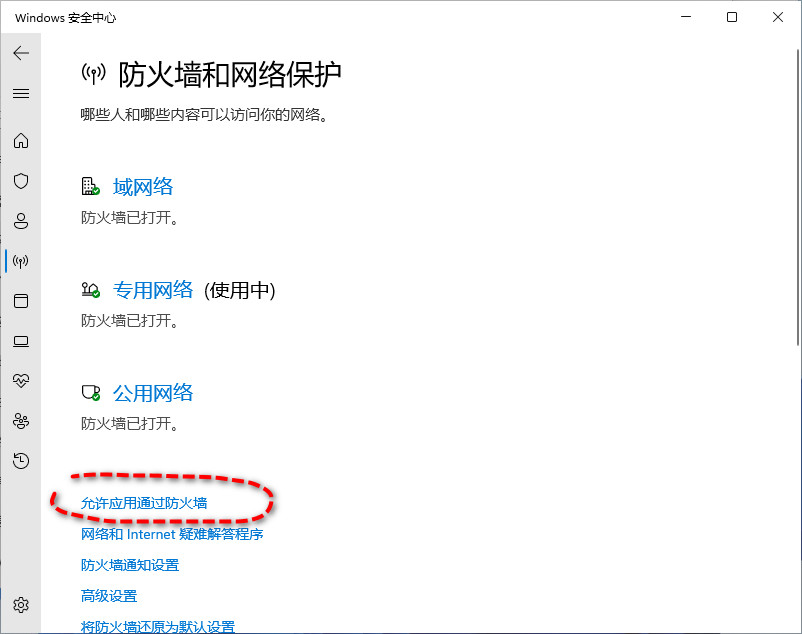 Windows 安全中心
防火墙和网络保护
哪些人和哪些内容可以访问你的网络。
域网络
防火墙已打开。
专用网络 (使用中)
防火墙已打开。
公用网络
防火墙已打开。
允许应用通过防火墙
网络和 Internet 疑难解答程序
防火墙通知设置
高级设置
将防火墙还原为默认设置